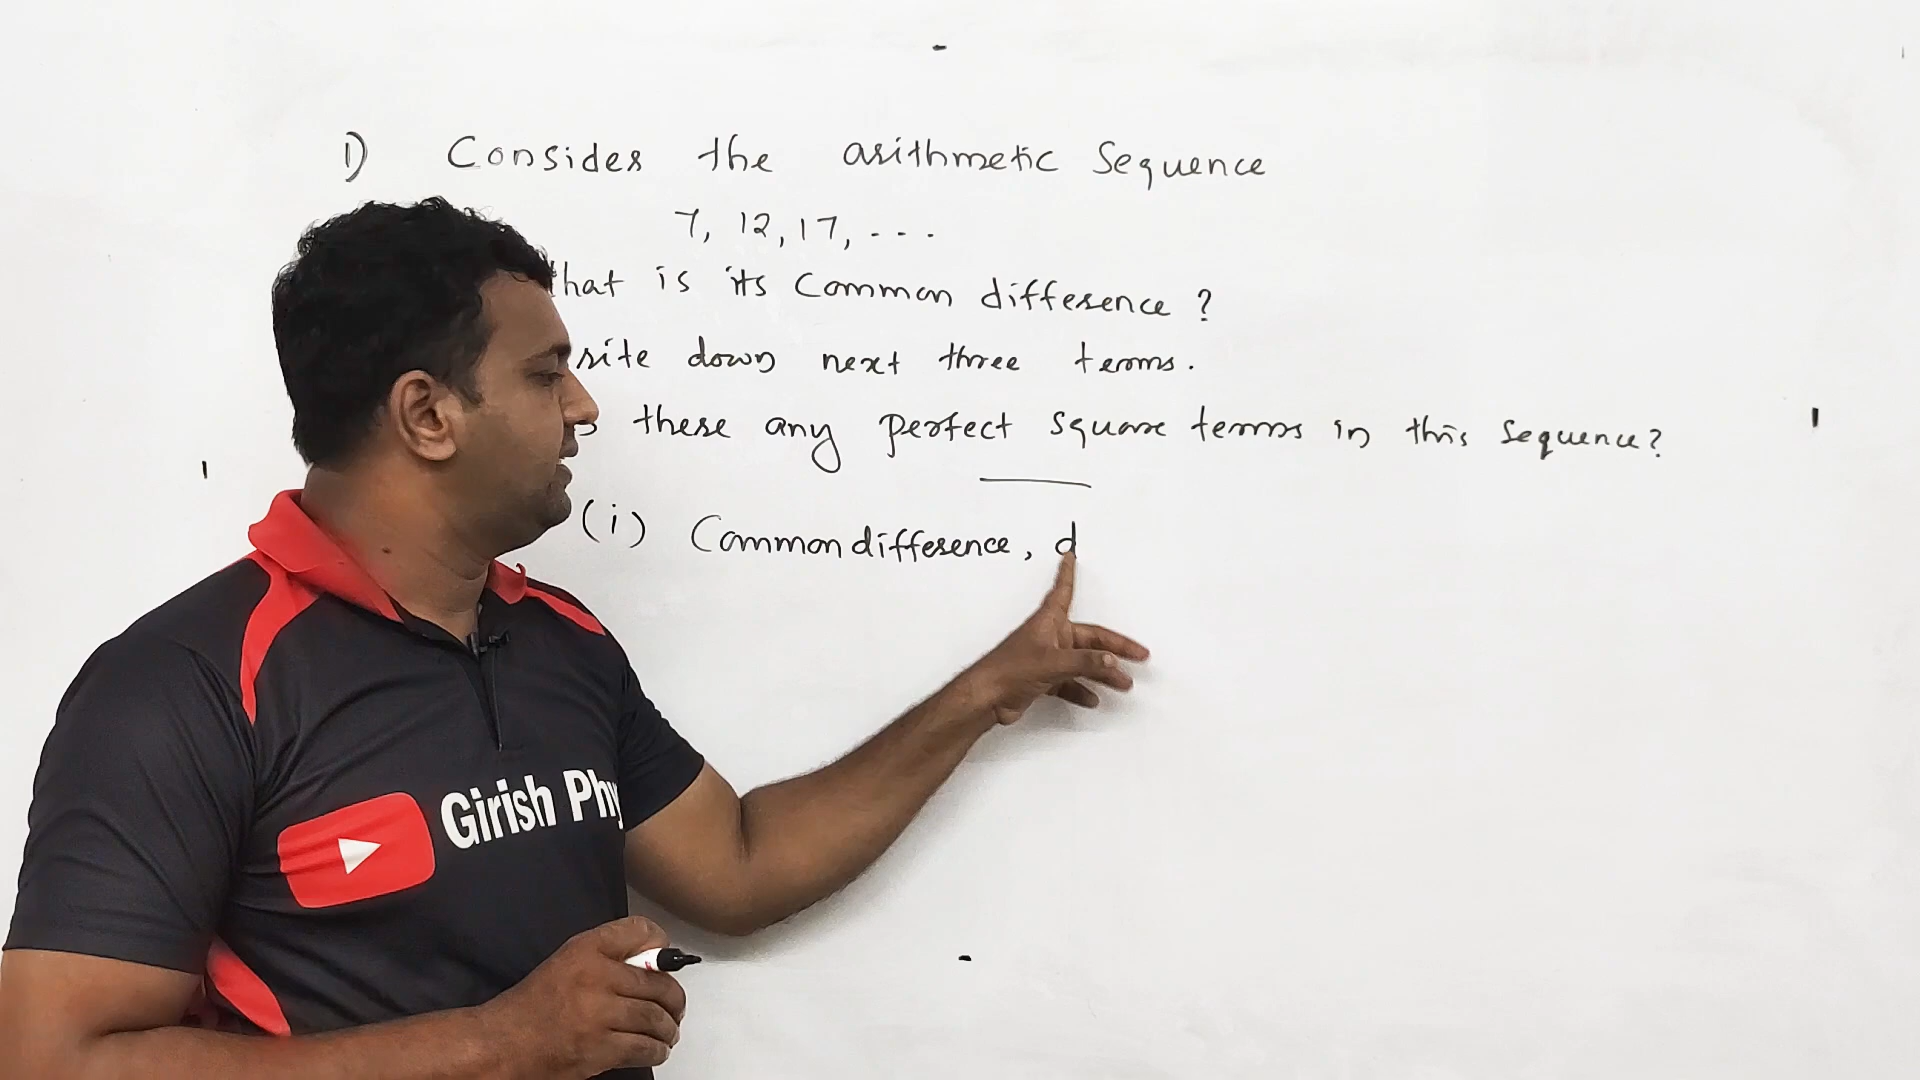 1) Consider the arithmetic Sequence
7, 12, 17, ...
hat is its Common difference ?
rite down next three terms.
s there any perfect square terms in this sequence?
(i) Common difference, d
Girish Phy